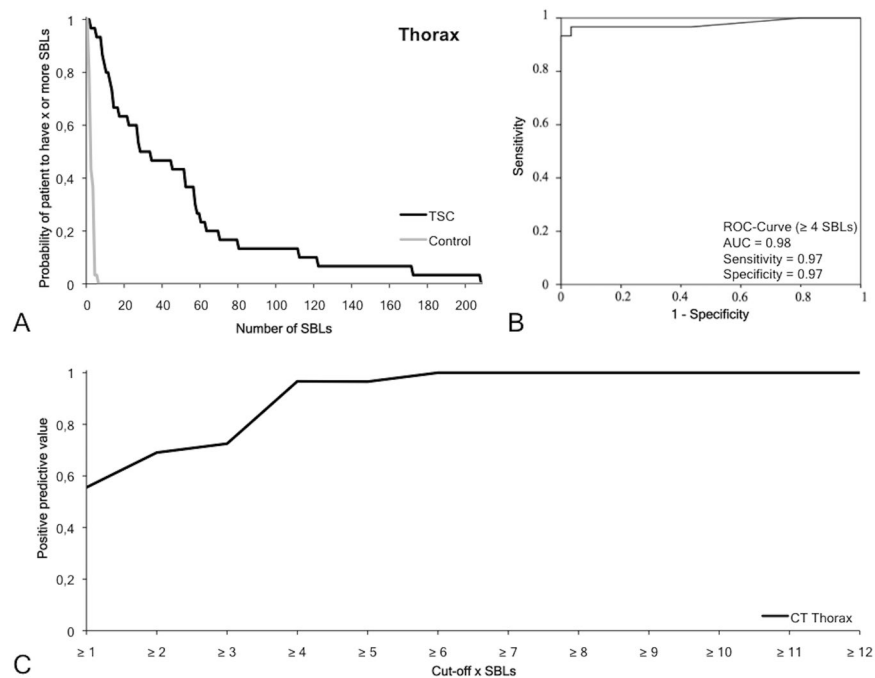 Thorax
Probability of patient to have x or more SBLs
1
0,8
0,6
0,4
0,2
0
0 20 40 60 80 100 120 140 160 180 200
Number of SBLs
TSC
Control
A
Sensitivity
1
0.8
0.6
0.4
0.2
0
0 0.2 0.4 0.6 0.8 1
1 - Specificity
ROC-Curve (≥ 4 SBLs)
AUC = 0.98
Sensitivity = 0.97
Specificity = 0.97
B
Positive predictive value
1
0,8
0,6
0,4
0,2
0
≥ 1 ≥ 2 ≥ 3 ≥ 4 ≥ 5 ≥ 6 ≥ 7 ≥ 8 ≥ 9 ≥ 10 ≥ 11 ≥ 12
Cut-off x SBLs
CT Thorax
C